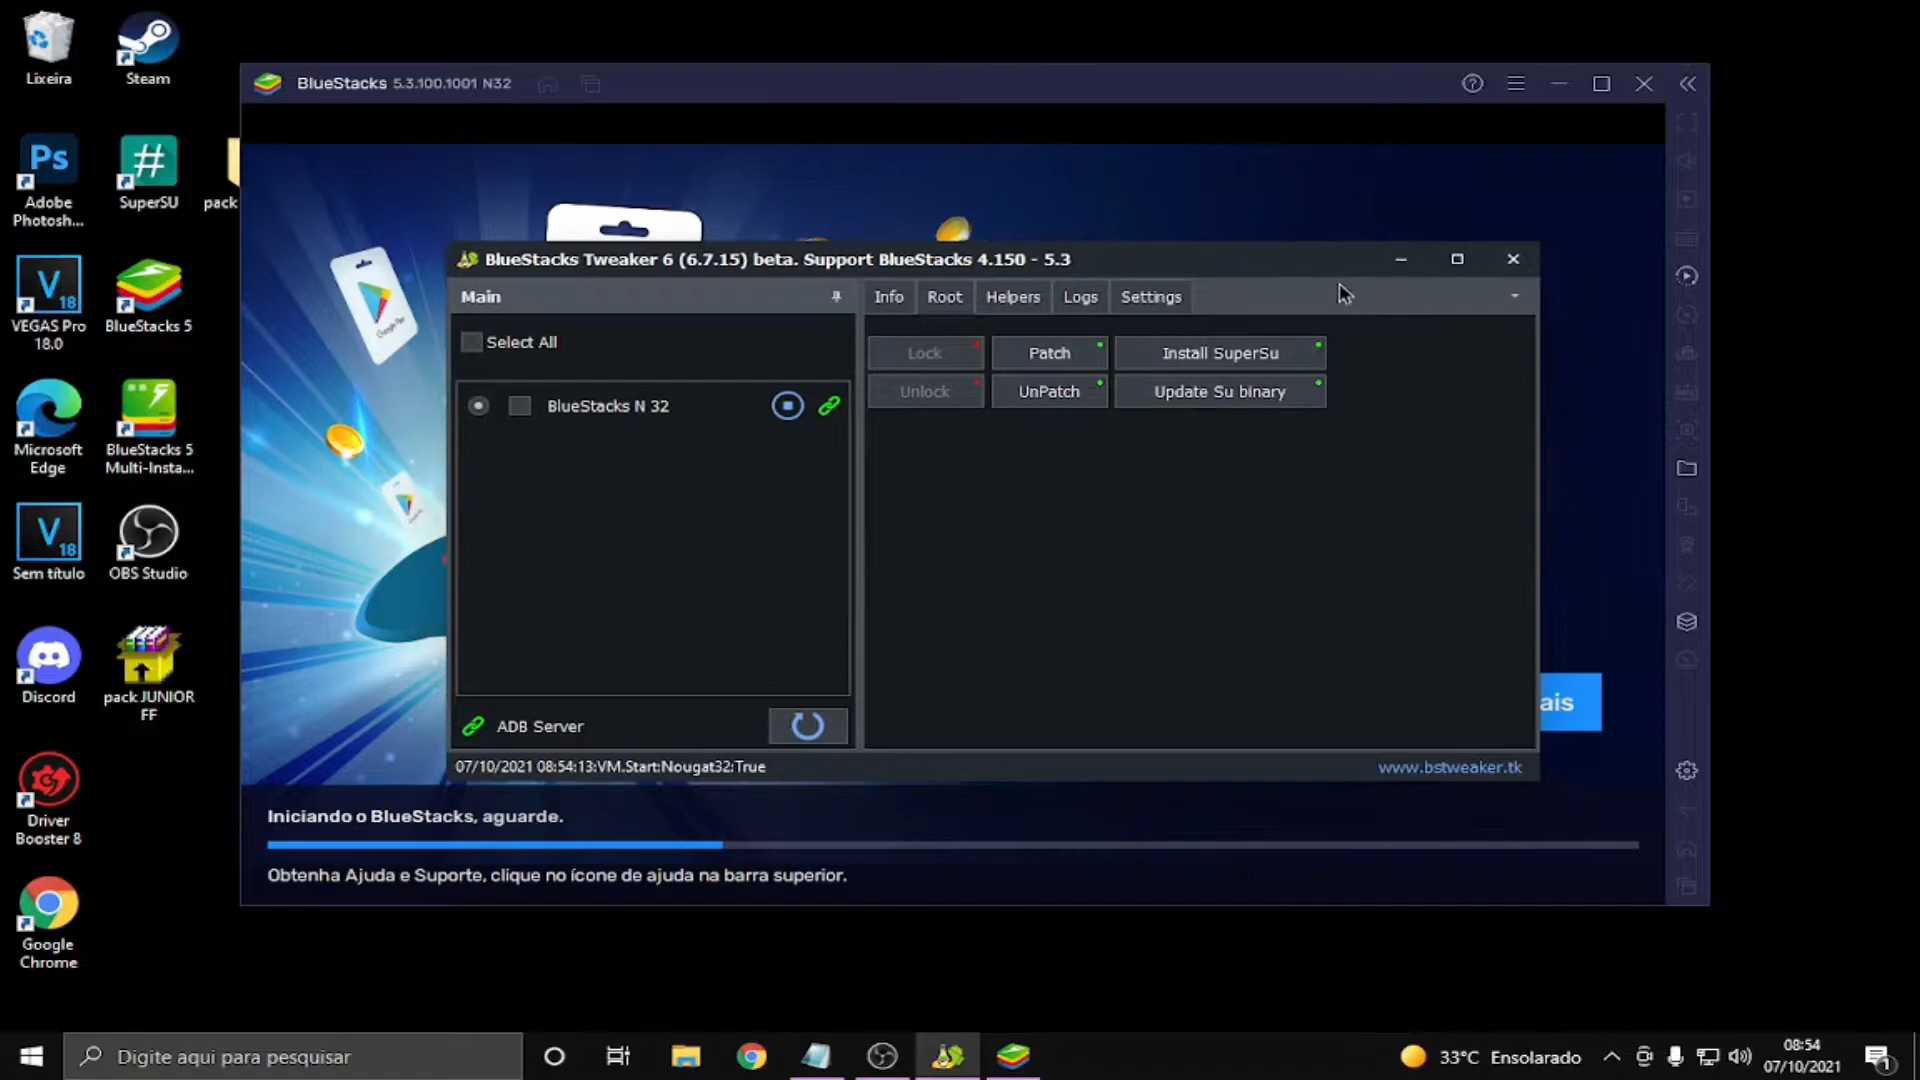 Lixeira
Steam
Adobe
Photosh...
SuperSU
pack
VEGAS Pro
18.0
BlueStacks 5
Microsoft
Edge
BlueStacks 5
Multi-Insta...
Sem título
OBS Studio
Discord
pack JUNIOR
FF
Driver
Booster 8
Google
Chrome
BlueStacks 5.3.100.1001 N32
BlueStacks Tweaker 6 (6.7.15) beta. Support BlueStacks 4.150 - 5.3
Main
Info Root Helpers Logs Settings
Select All
Lock Patch Install SuperSu
Unlock UnPatch Update Su binary
BlueStacks N 32
ADB Server
07/10/2021 08:54:13:VM.Start:Nougat32:True
www.bstweaker.tk
ais
Iniciando o BlueStacks, aguarde.
Obtenha Ajuda e Suporte, clique no ícone de ajuda na barra superior.
Digite aqui para pesquisar
33°C Ensolarado
08:54
07/10/2021
1
Ps
V
18
V
18
#